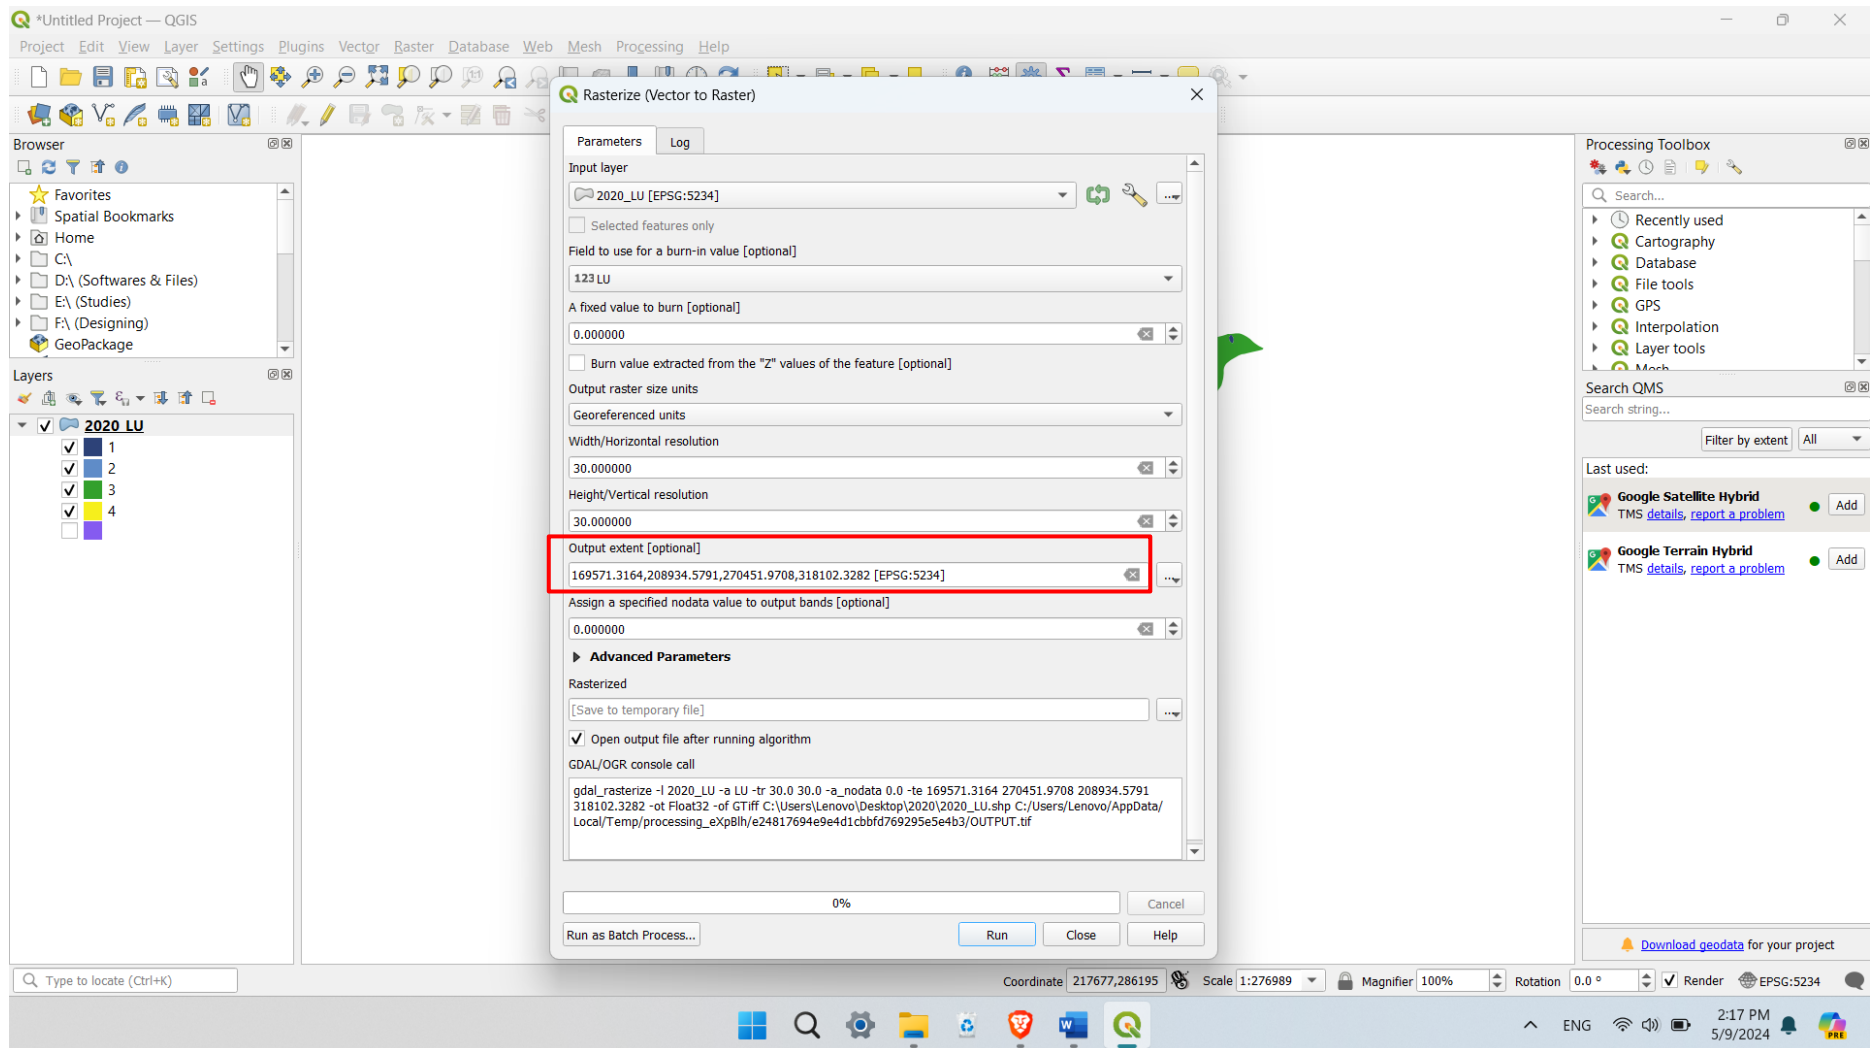 *Untitled Project — QGIS
Project Edit View Layer Settings Plugins Vector Raster Database Web Mesh Processing Help
Browser
Favorites
Spatial Bookmarks
Home
C:\
D:\ (Softwares & Files)
E:\ (Studies)
F:\ (Designing)
GeoPackage
Layers
2020 LU
1
2
3
4
Rasterize (Vector to Raster)
Parameters Log
Input layer
2020_LU [EPSG:5234]
Selected features only
Field to use for a burn-in value [optional]
123 LU
A fixed value to burn [optional]
0.000000
Burn value extracted from the "Z" values of the feature [optional]
Output raster size units
Georeferenced units
Width/Horizontal resolution
30.000000
Height/Vertical resolution
30.000000
Output extent [optional]
169571.3164,208934.5791,270451.9708,318102.3282 [EPSG:5234]
Assign a specified nodata value to output bands [optional]
0.000000
Advanced Parameters
Rasterized
[Save to temporary file]
Open output file after running algorithm
GDAL/OGR console call
gdal_rasterize -l 2020_LU -a LU -tr 30.0 30.0 -a_nodata 0.0 -te 169571.3164 270451.9708 208934.5791
318102.3282 -ot Float32 -of GTiff C:\Users\Lenovo\Desktop\2020\2020_LU.shp C:/Users/Lenovo/AppData/
Local/Temp/processing_eXpBlh/e24817694e9e4d1cbbfd769295e5e4b3/OUTPUT.tif
0%
Cancel
Run as Batch Process... Run Close Help
Processing Toolbox
Search...
Recently used
Cartography
Database
File tools
GPS
Interpolation
Layer tools
Mesh
Search QMS
Search string...
Filter by extent All
Last used:
Google Satellite Hybrid
TMS details, report a problem
Add
Google Terrain Hybrid
TMS details, report a problem
Add
Download geodata for your project
Type to locate (Ctrl+K)
Coordinate 217677,286195 Scale 1:276989 Magnifier 100% Rotation 0.0 ° Render EPSG:5234
ENG
2:17 PM
5/9/2024
PRE